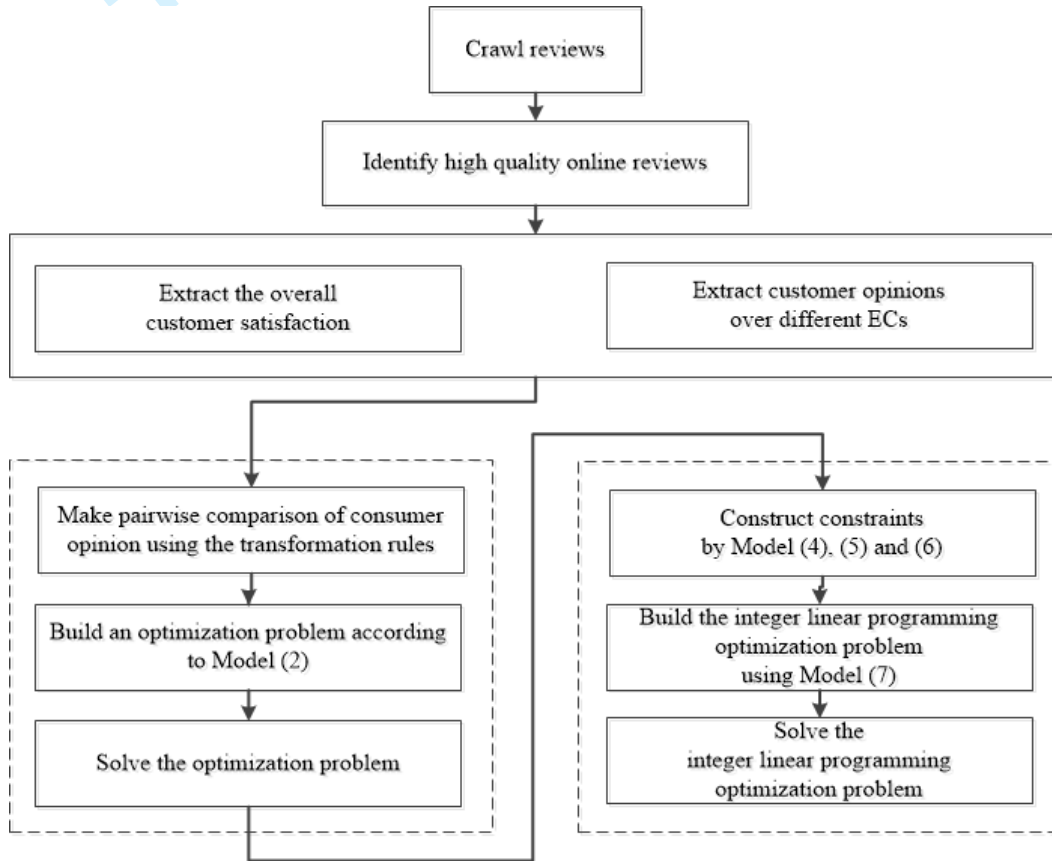 Crawl reviews
Identify high quality online reviews
Extract the overall
customer satisfaction
Extract customer opinions
over different ECs
Make pairwise comparison of consumer
opinion using the transformation rules
Build an optimization problem according
to Model (2)
Solve the optimization problem
Construct constraints
by Model (4), (5) and (6)
Build the integer linear programming
optimization problem
using Model (7)
Solve the
integer linear programming
optimization problem